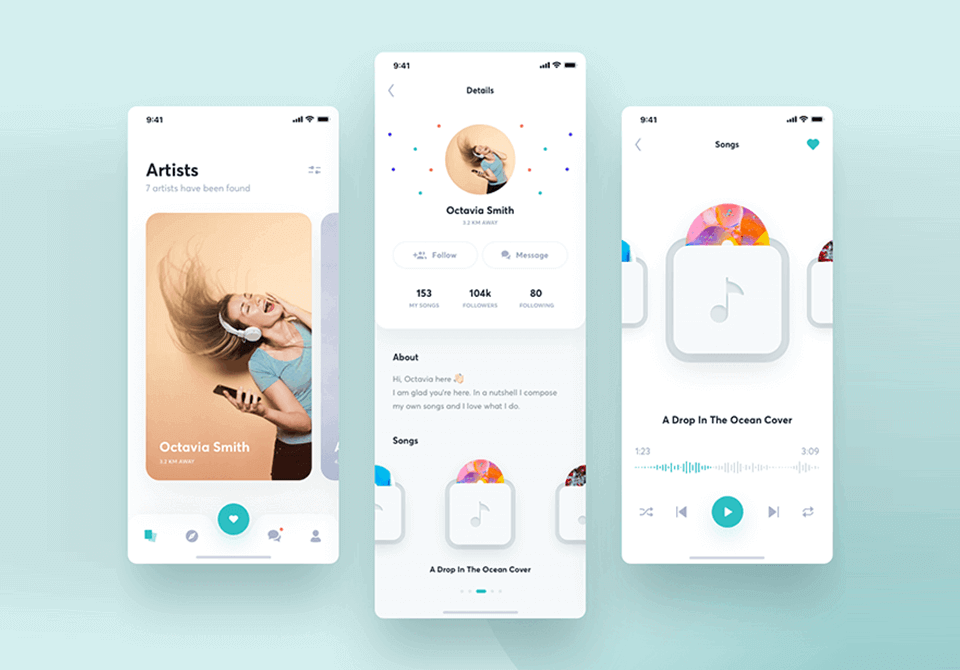 9:41
Artists
7 artists have been found
Octavia Smith
3.2 KM AWAY
9:41
Details
Octavia Smith
3.2 KM AWAY
Follow
Message
153
104k
80
MY SONGS
FOLLOWERS
FOLLOWING
About
Hi, Octavia here 👋🏻
I am glad you're here. In a nutshell I compose
my own songs and I love what I do.
Songs
A Drop In The Ocean Cover
9:41
Songs
A Drop In The Ocean Cover
1:23
3:09